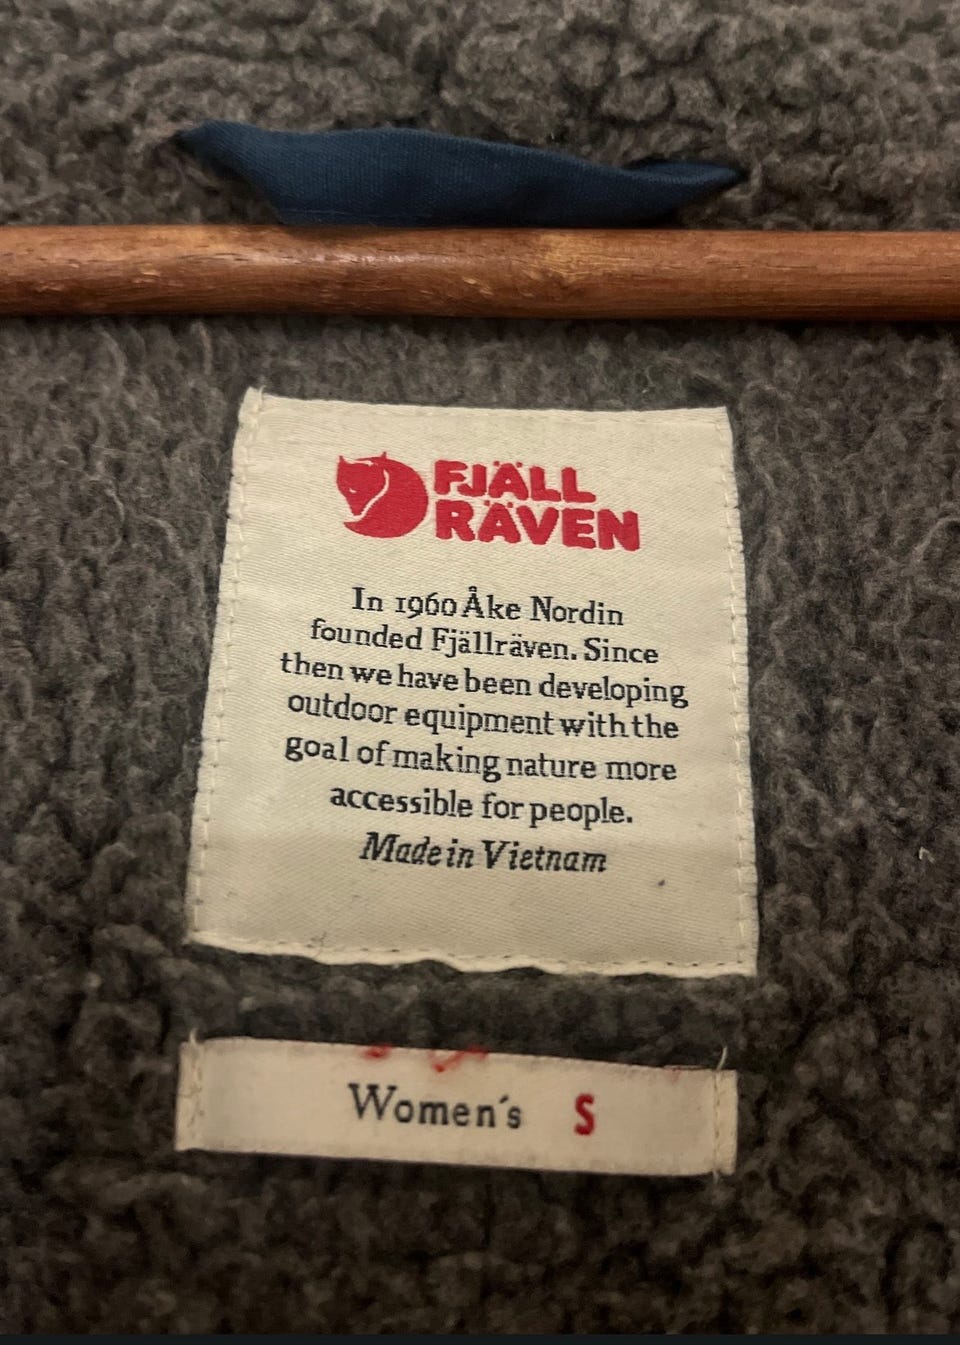 FJÄLL
RÄVEN
In 1960 Åke Nordin
founded Fjällräven. Since
then we have been developing
outdoor equipment with the
goal of making nature more
accessible for people.
Made in Vietnam
Women´s S